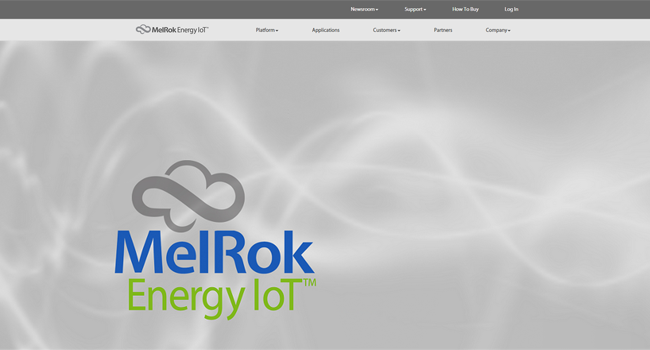 Newsroom Support How To Buy Log In
MelRok Energy IoT™ Platform Applications Customers Partners Company
MelRok
Energy IoT™